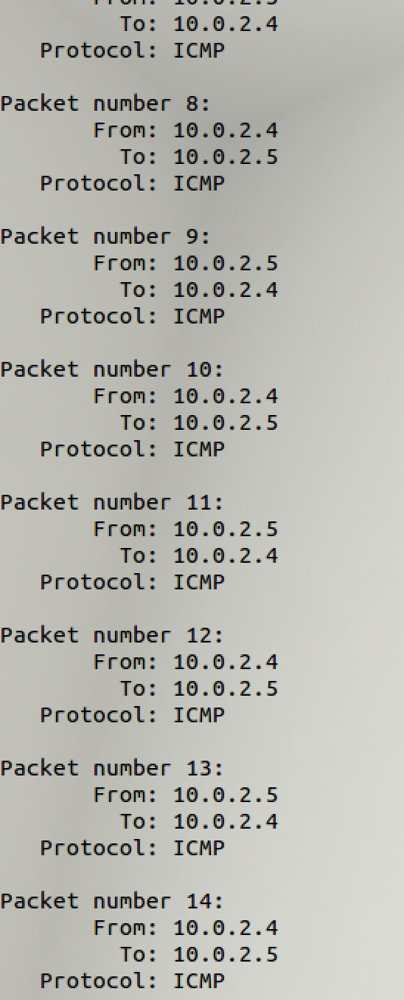 From: 10.0.2.5
To: 10.0.2.4
Protocol: ICMP
Packet number 8:
From: 10.0.2.4
To: 10.0.2.5
Protocol: ICMP
Packet number 9:
From: 10.0.2.5
To: 10.0.2.4
Protocol: ICMP
Packet number 10:
From: 10.0.2.4
To: 10.0.2.5
Protocol: ICMP
Packet number 11:
From: 10.0.2.5
To: 10.0.2.4
Protocol: ICMP
Packet number 12:
From: 10.0.2.4
To: 10.0.2.5
Protocol: ICMP
Packet number 13:
From: 10.0.2.5
To: 10.0.2.4
Protocol: ICMP
Packet number 14:
From: 10.0.2.4
To: 10.0.2.5
Protocol: ICMP